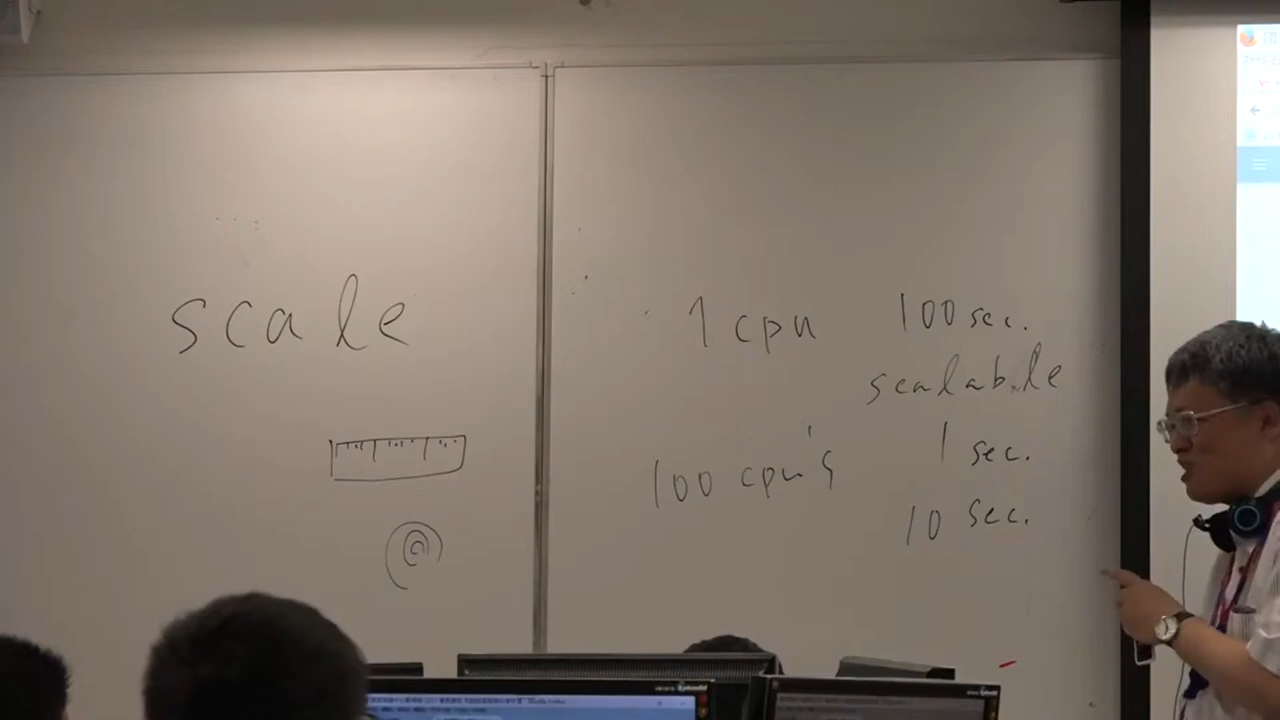 scale
1 cpu 100 sec.
scalable
100 cpu's 1 sec.
10 sec.